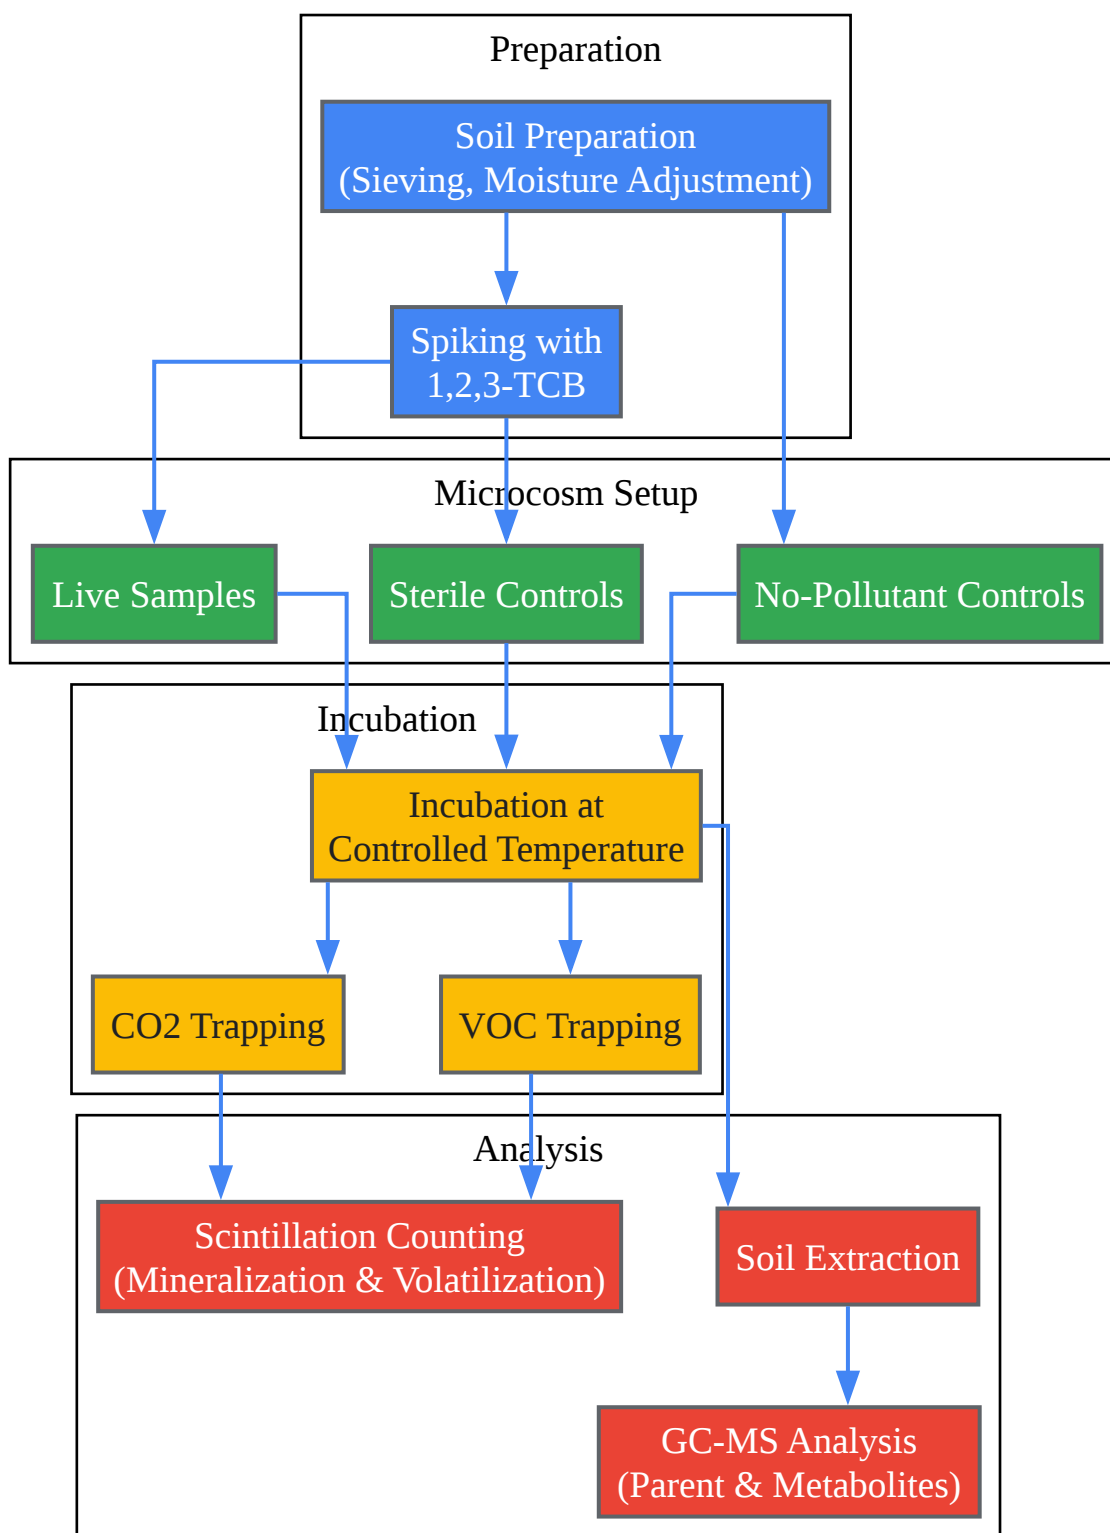 Preparation
Soil Preparation
(Sieving, Moisture Adjustment)
Spiking with
1,2,3-TCB
Microcosm Setup
Live Samples
Sterile Controls
No-Pollutant Controls
Incubation
Incubation at
Controlled Temperature
CO2 Trapping
VOC Trapping
Analysis
Scintillation Counting
(Mineralization & Volatilization)
Soil Extraction
GC-MS Analysis
(Parent & Metabolites)